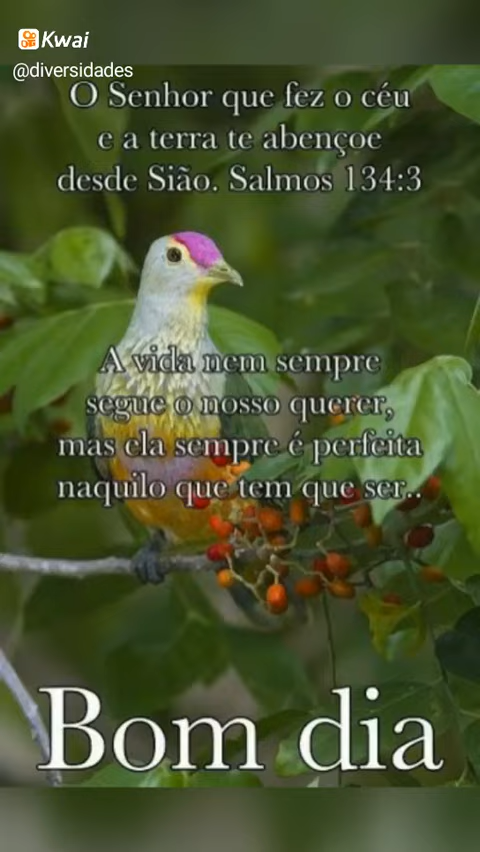 Kwai
@diversidades
O Senhor que fez o céu
e a terra te abençoe
desde Sião. Salmos 134:3
A vida nem sempre
segue o nosso querer,
mas ela sempre é perfeita
naquilo que tem que ser..
Bom dia